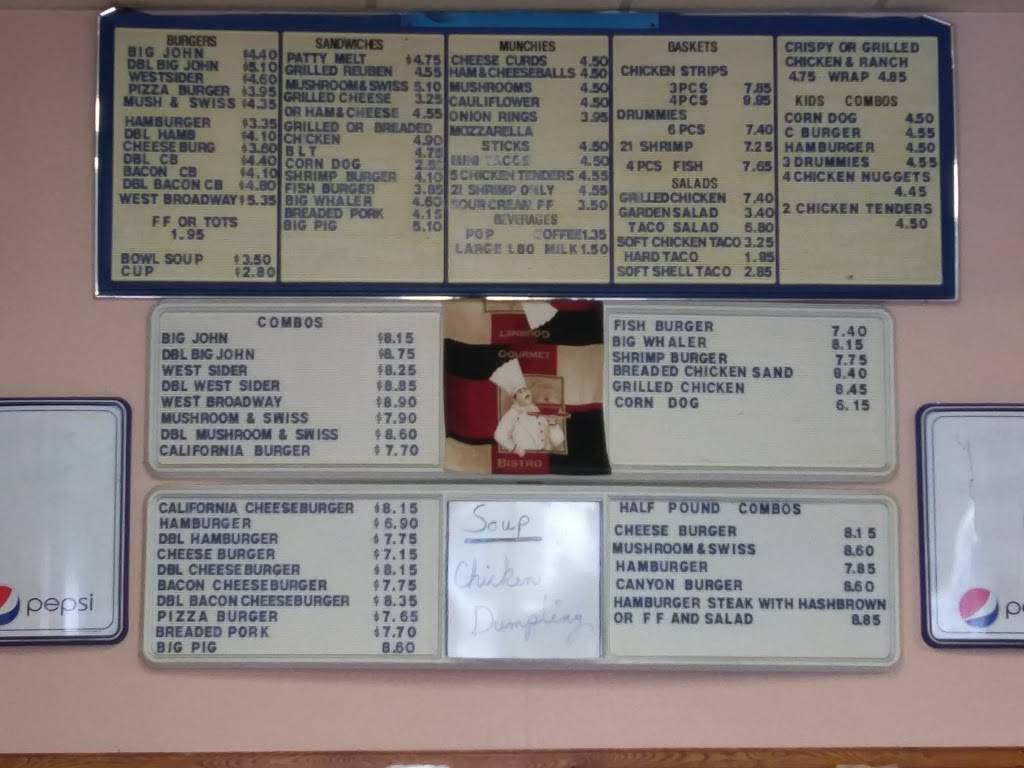 BURGERS
BIG JOHN $4.40
DBL BIG JOHN $5.10
WESTSIDER $4.60
PIZZA BURGER $3.95
MUSH & SWISS $4.35
HAMBURGER $3.35
DBL HAMB $4.10
CHEESE BURG $3.60
DBL CB $4.40
BACON CB $4.10
DBL BACON CB $4.80
WEST BROADWAY $5.35
FF OR TOTS
1.95
BOWL SOUP $3.50
CUP $2.80
SANDWICHES
PATTY MELT $4.75
GRILLED REUBEN 4.55
MUSHROOM & SWISS 5.10
GRILLED CHEESE 3.25
OR HAM & CHEESE 4.55
GRILLED OR BREADED
CHICKEN 4.90
BLT 4.75
CORN DOG
SHRIMP BURGER 4.10
FISH BURGER 3.85
BIG WHALER 4.60
BREADED PORK 4.15
BIG PIG 5.10
MUNCHIES
CHEESE CURDS 4.50
HAM & CHEESEBALLS 4.50
MUSHROOMS 4.50
CAULIFLOWER 4.50
ONION RINGS 3.95
MOZZARELLA
STICKS 4.50
MINI TACOS 4.50
5 CHICKEN TENDERS 4.55
21 SHRIMP ONLY 4.55
SOUR CREAM FF 3.50
BEVERAGES
POP COFFEE 1.35
LARGE 1.80 MILK 1.50
BASKETS
CHICKEN STRIPS
3 PCS 7.85
4 PCS 9.95
DRUMMIES
6 PCS 7.40
21 SHRIMP 7.25
4 PCS FISH 7.65
SALADS
GRILLED CHICKEN 7.40
GARDEN SALAD 3.40
TACO SALAD 6.80
SOFT CHICKEN TACO 3.25
HARD TACO 1.95
SOFT SHELL TACO 2.85
CRISPY OR GRILLED
CHICKEN & RANCH
4.75 WRAP 4.85
KIDS COMBOS
CORN DOG 4.50
C BURGER 4.55
HAMBURGER 4.50
3 DRUMMIES 4.55
4 CHICKEN NUGGETS
4.45
2 CHICKEN TENDERS
4.50
COMBOS
BIG JOHN $8.15
DBL BIG JOHN $8.75
WEST SIDER $8.25
DBL WEST SIDER $8.85
WEST BROADWAY $8.90
MUSHROOM & SWISS $7.90
DBL MUSHROOM & SWISS $8.60
CALIFORNIA BURGER $7.70
GOURMET
GOURMET
BISTRO
FISH BURGER 7.40
BIG WHALER 8.15
SHRIMP BURGER 7.75
BREADED CHICKEN SAND 8.40
GRILLED CHICKEN 8.45
CORN DOG 6.15
CALIFORNIA CHEESEBURGER $8.15
HAMBURGER $6.90
DBL HAMBURGER $7.75
CHEESE BURGER $7.15
DBL CHEESEBURGER $8.15
BACON CHEESEBURGER $7.75
DBL BACON CHEESEBURGER $8.35
PIZZA BURGER $7.65
BREADED PORK $7.70
BIG PIG 8.60
Soup
Chicken
Dumpling
HALF POUND COMBOS
CHEESE BURGER 8.15
MUSHROOM & SWISS 8.60
HAMBURGER 7.85
CANYON BURGER 8.60
HAMBURGER STEAK WITH HASHBROWN
OR FF AND SALAD 8.85
pepsi
p